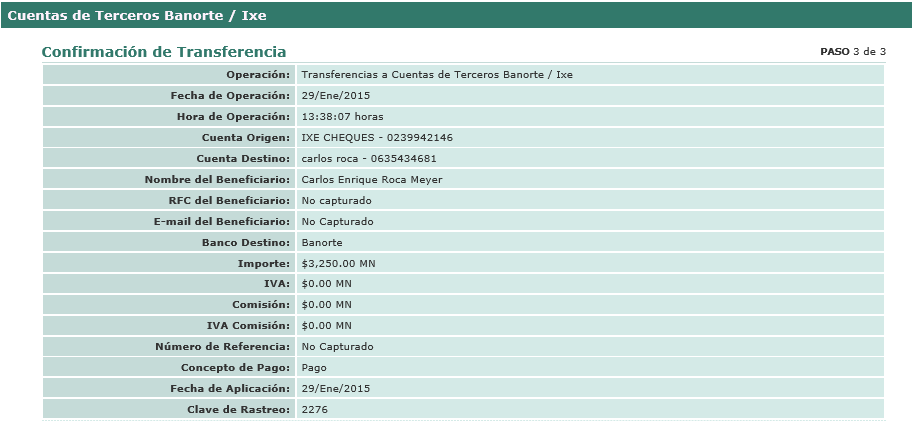 Cuentas de Terceros Banorte / Ixe
Confirmación de Transferencia PASO 3 de 3
Operación: Transferencias a Cuentas de Terceros Banorte / Ixe
Fecha de Operación: 29/Ene/2015
Hora de Operación: 13:38:07 horas
Cuenta Origen: IXE CHEQUES - 0239942146
Cuenta Destino: carlos roca - 0635434681
Nombre del Beneficiario: Carlos Enrique Roca Meyer
RFC del Beneficiario: No capturado
E-mail del Beneficiario: No Capturado
Banco Destino: Banorte
Importe: $3,250.00 MN
IVA: $0.00 MN
Comisión: $0.00 MN
IVA Comisión: $0.00 MN
Número de Referencia: No Capturado
Concepto de Pago: Pago
Fecha de Aplicación: 29/Ene/2015
Clave de Rastreo: 2276